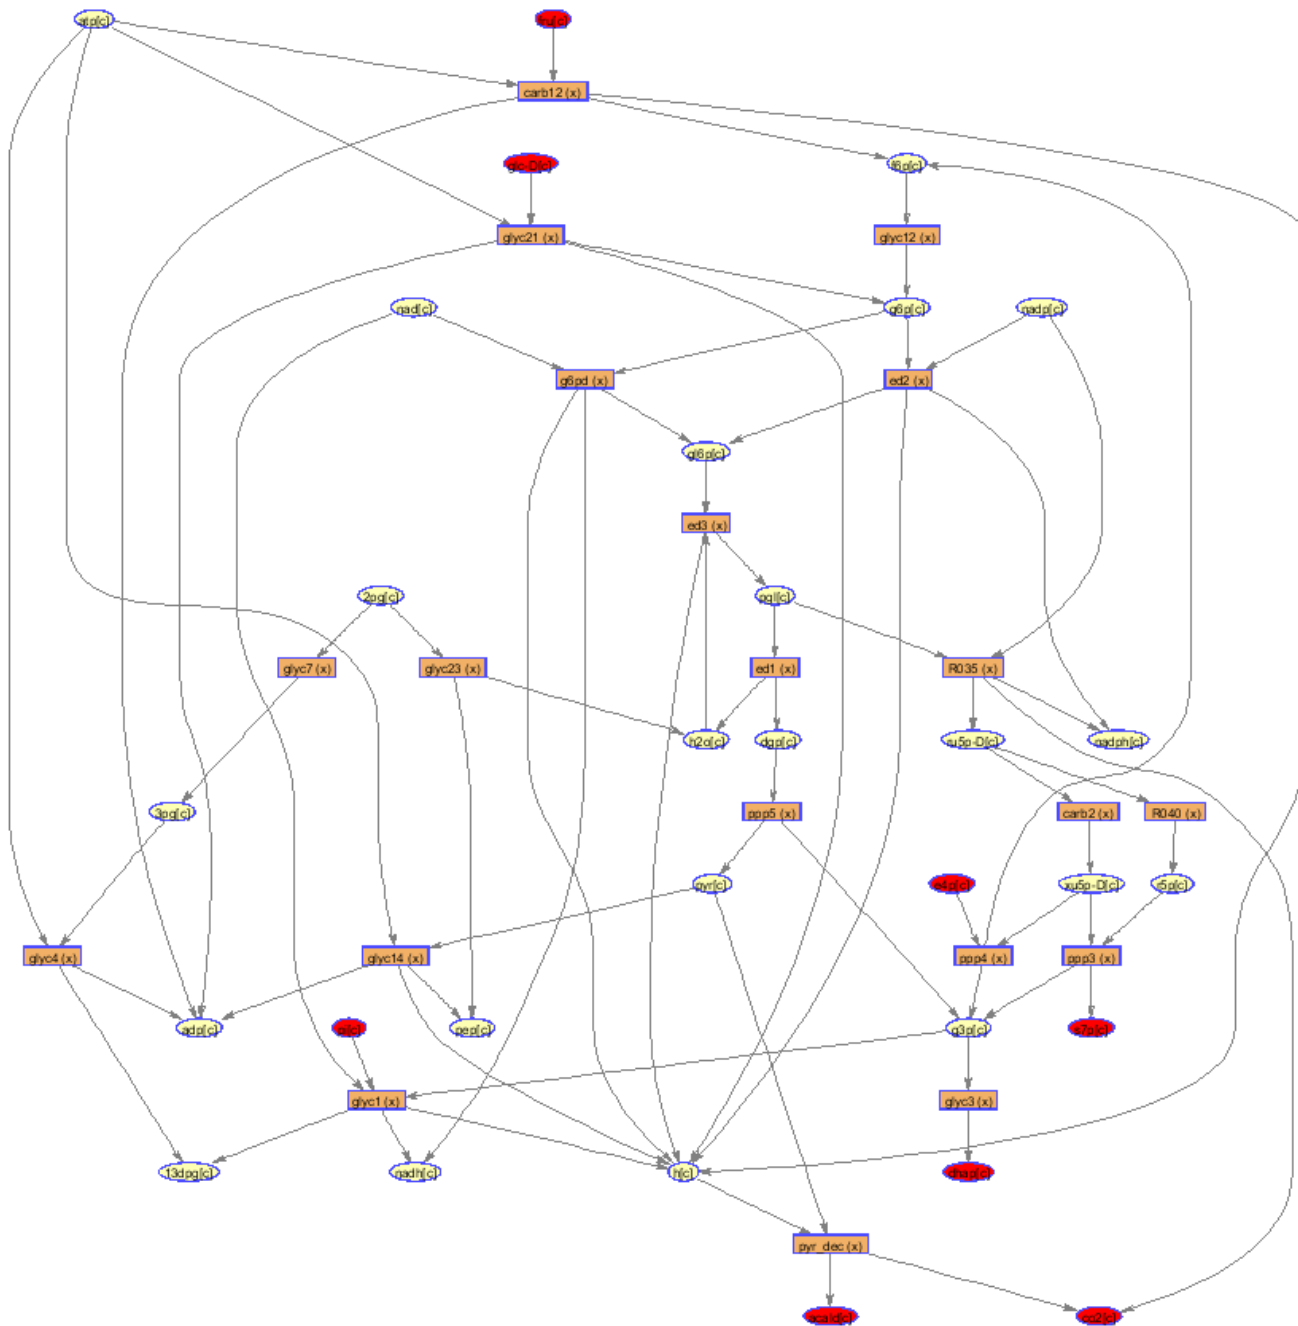 atp[c]
fru[c]
carb12 (x)
glc-D[c]
f6p[c]
glyc21 (x)
glyc12 (x)
nad[c]
g6p[c]
nadp[c]
g6pd (x)
ed2 (x)
gl6p[c]
ed3 (x)
2pg[c]
pgl[c]
glyc7 (x)
glyc23 (x)
ed1 (x)
R035 (x)
h2o[c]
dgp[c]
ru5p-D[c]
nadph[c]
3pg[c]
ppp5 (x)
carb2 (x)
R040 (x)
pyr[c]
e4p[c]
xu5p-D[c]
r5p[c]
glyc4 (x)
glyc14 (x)
ppp4 (x)
ppp3 (x)
adp[c]
pi[c]
pep[c]
g3p[c]
s7p[c]
glyc1 (x)
glyc3 (x)
13dpg[c]
nadh[c]
h[c]
dhap[c]
pyr_dec (x)
acald[c]
co2[c]